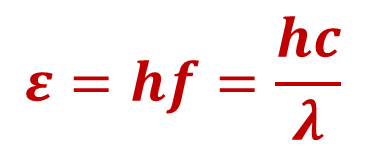 ε = hf = hc/λ